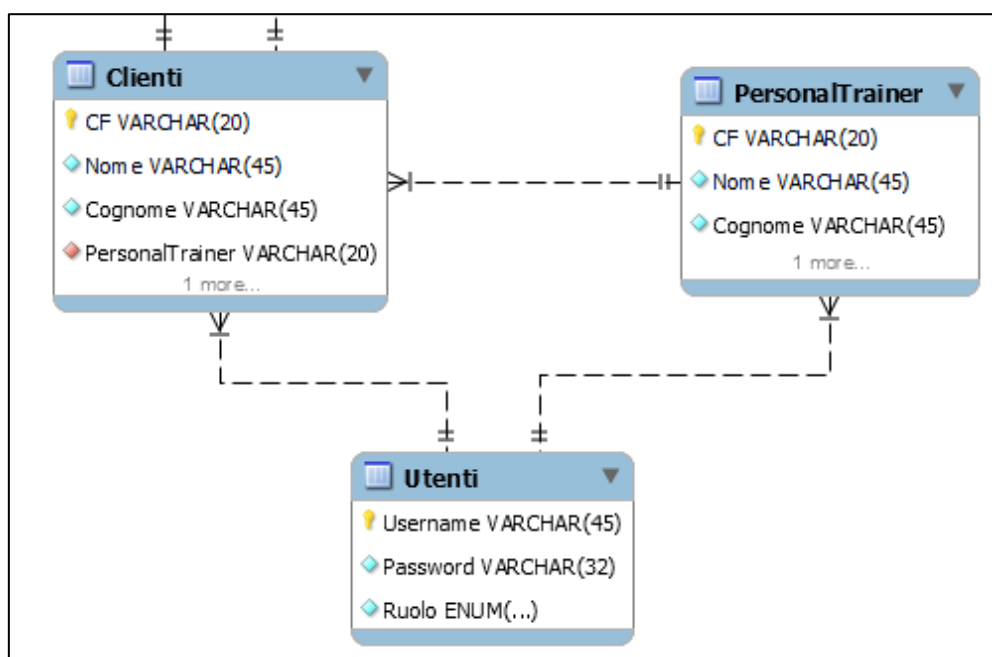 Clienti
CF VARCHAR(20)
Nome VARCHAR(45)
Cognome VARCHAR(45)
PersonalTrainer VARCHAR(20)
1 more...
PersonalTrainer
CF VARCHAR(20)
Nome VARCHAR(45)
Cognome VARCHAR(45)
1 more...
Utenti
Username VARCHAR(45)
Password VARCHAR(32)
Ruolo ENUM(...)